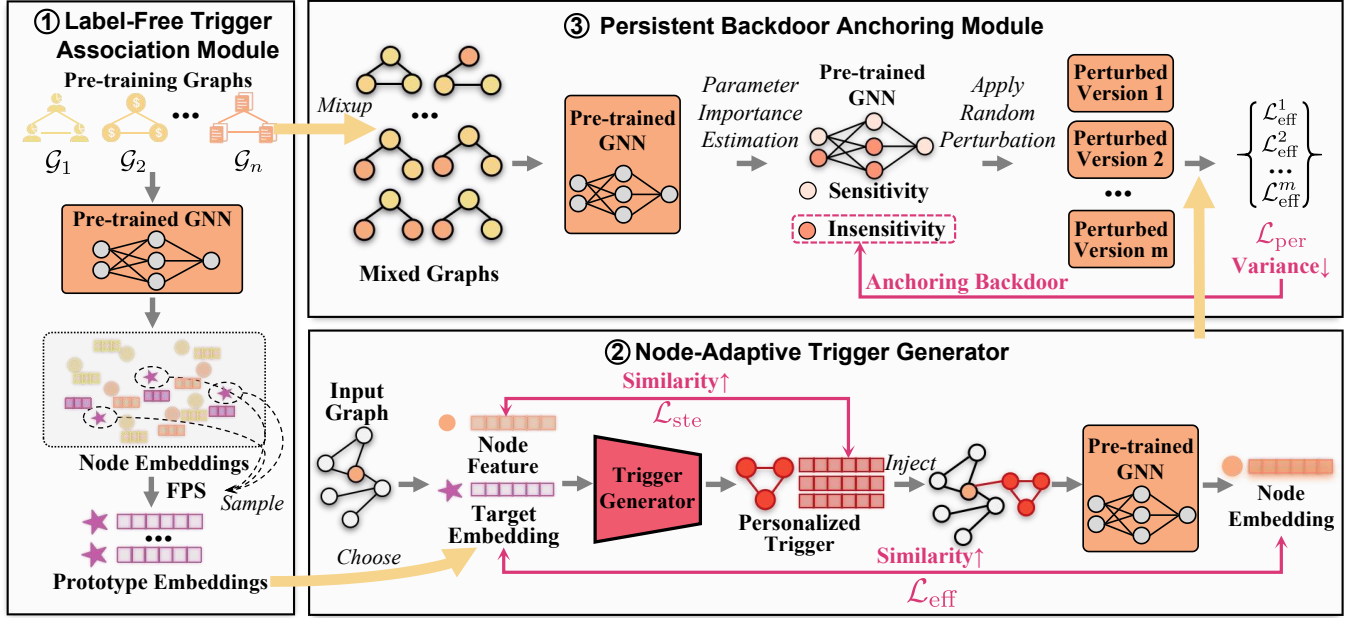 ① Label-Free Trigger
Association Module
Pre-training Graphs
$ $ $
...
𝒢1 𝒢2 𝒢n
Pre-trained GNN
Node Embeddings
FPS
Sample
...
Prototype Embeddings
③ Persistent Backdoor Anchoring Module
Mixup
...
Mixed Graphs
Pre-trained
GNN
Parameter
Importance
Estimation
Pre-trained
GNN
Sensitivity
Insensitivity
Apply
Random
Perturbation
Perturbed
Version 1
Perturbed
Version 2
...
Perturbed
Version m
ℒ1eff
ℒ2eff
...
ℒmeff
ℒper
Variance↓
Anchoring Backdoor
② Node-Adaptive Trigger Generator
Input
Graph
Choose
Similarity↑
ℒste
Node
Feature
Target
Embedding
Trigger
Generator
Personalized
Trigger
Inject
Pre-trained
GNN
Node
Embedding
Similarity↑
ℒeff